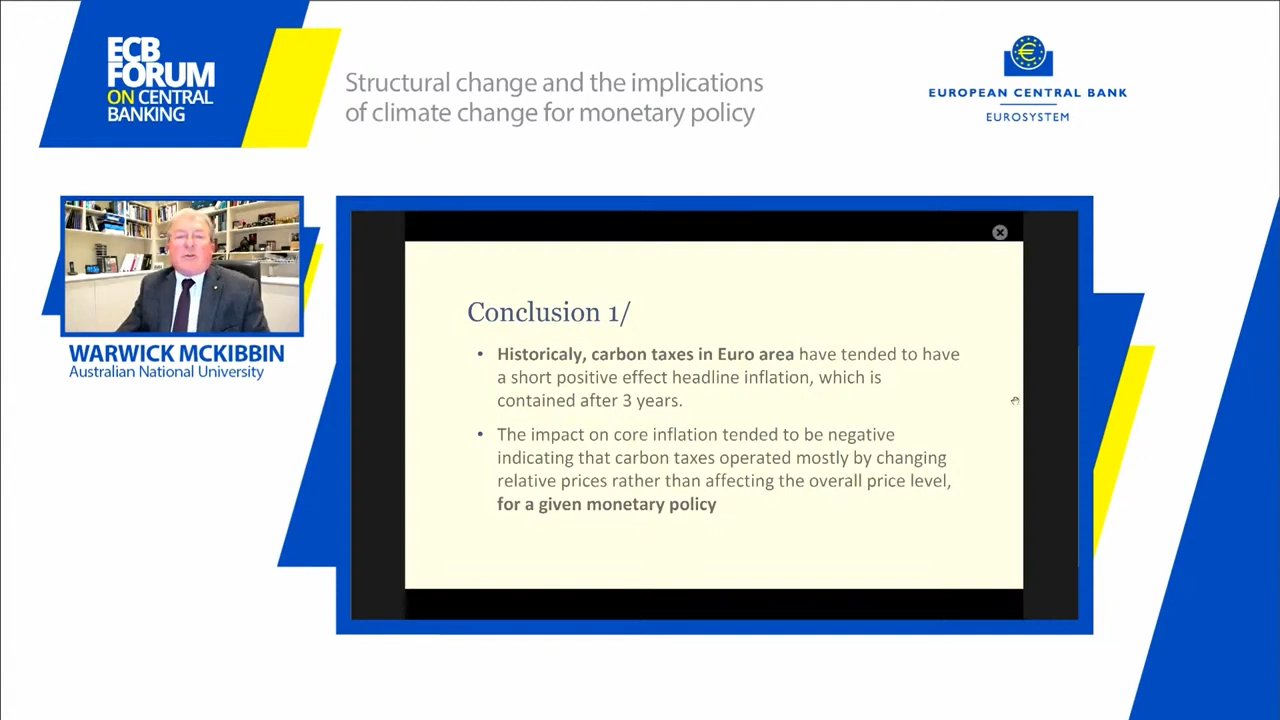 ECB
FORUM
ON CENTRAL
BANKING
Structural change and the implications
of climate change for monetary policy
EUROPEAN CENTRAL BANK
EUROSYSTEM
WARWICK MCKIBBIN
Australian National University
Conclusion 1/
• Historicaly, carbon taxes in Euro area have tended to have
a short positive effect headline inflation, which is
contained after 3 years.
• The impact on core inflation tended to be negative
indicating that carbon taxes operated mostly by changing
relative prices rather than affecting the overall price level,
for a given monetary policy